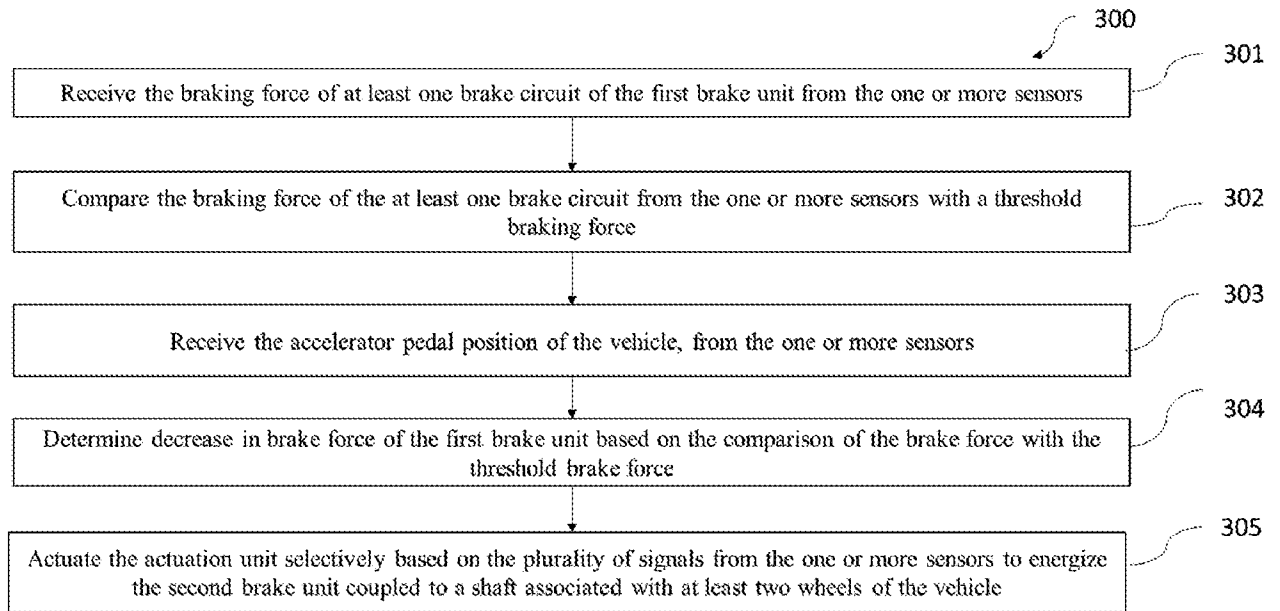 300
301
Receive the braking force of at least one brake circuit of the first brake unit from the one or more sensors
Compare the braking force of the at least one brake circuit from the one or more sensors with a threshold
braking force
302
303
Receive the accelerator pedal position of the vehicle, from the one or more sensors
304
Determine decrease in brake force of the first brake unit based on the comparison of the brake force with the
threshold brake force
305
Actuate the actuation unit selectively based on the plurality of signals from the one or more sensors to energize
the second brake unit coupled to a shaft associated with at least two wheels of the vehicle